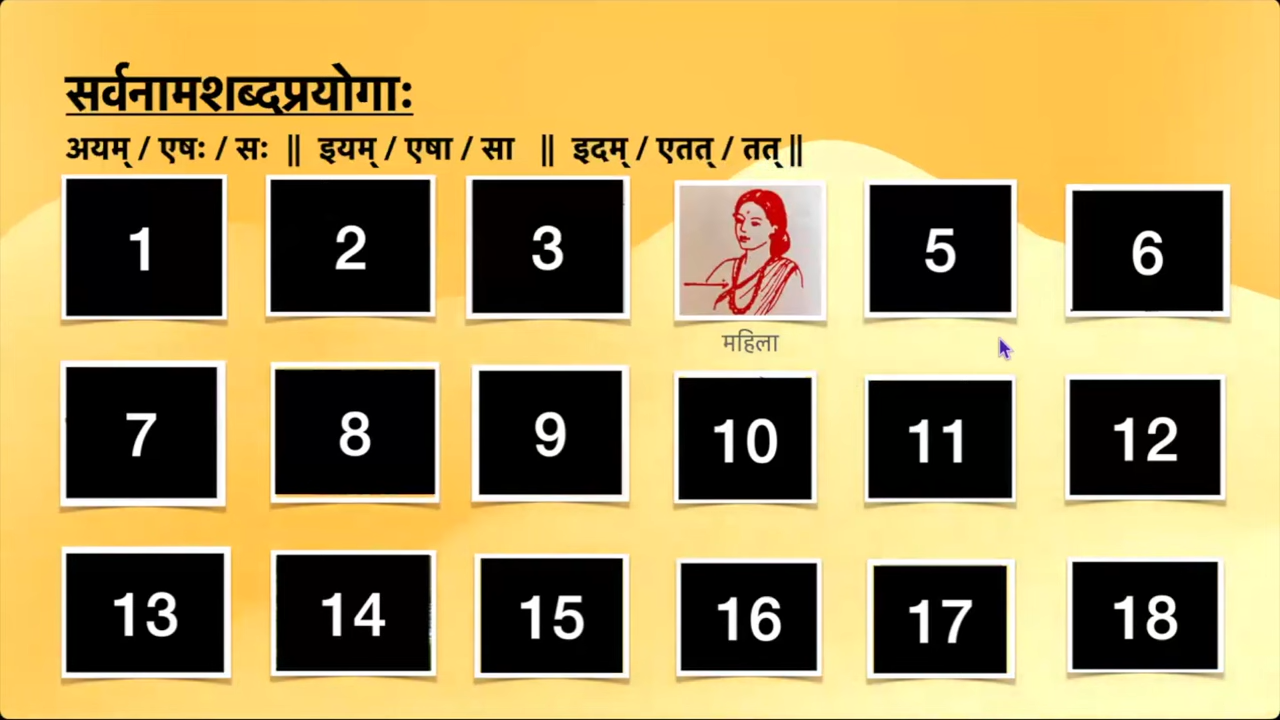 सर्वनामशब्दप्रयोगाः
अयम् / एषः / सः || इयम् / एषा / सा || इदम् / एतत् / तत् ||
1 2 3 5 6
महिला
7 8 9 10 11 12
13 14 15 16 17 18